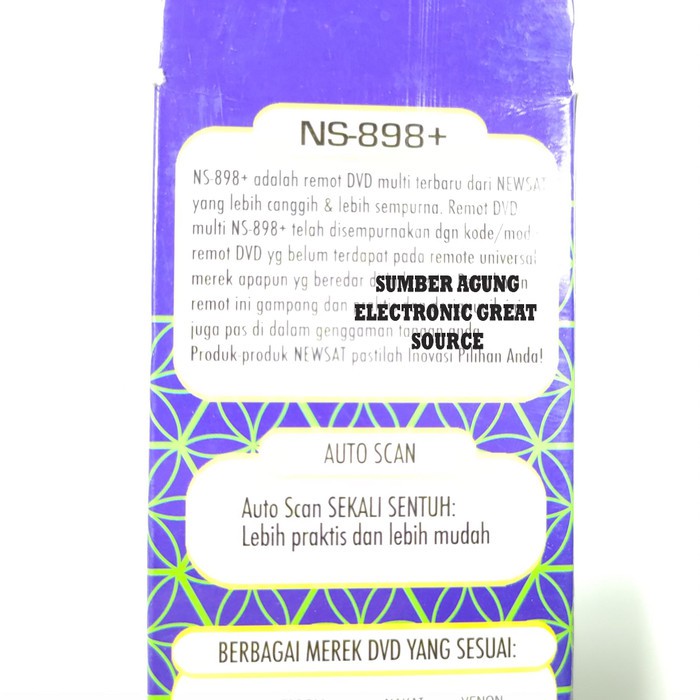 NS-898+
NS-898+ adalah remot DVD multi terbaru dari NEWSAT
yang lebih canggih & lebih sempurna. Remot DVD
multi NS-898+ telah disempurnakan dgn kode/mod
remot DVD yg belum terdapat pada remote universal
merek apapun yg beredar
remot ini gampang dan
juga pas di dalam genggaman tangan anda.
Produk-produk NEWSAT pastilah Inovasi Pilihan Anda!
SUMBER AGUNG
ELECTRONIC GREAT
SOURCE
AUTO SCAN
Auto Scan SEKALI SENTUH:
Lebih praktis dan lebih mudah
BERBAGAI MEREK DVD YANG SESUAI: